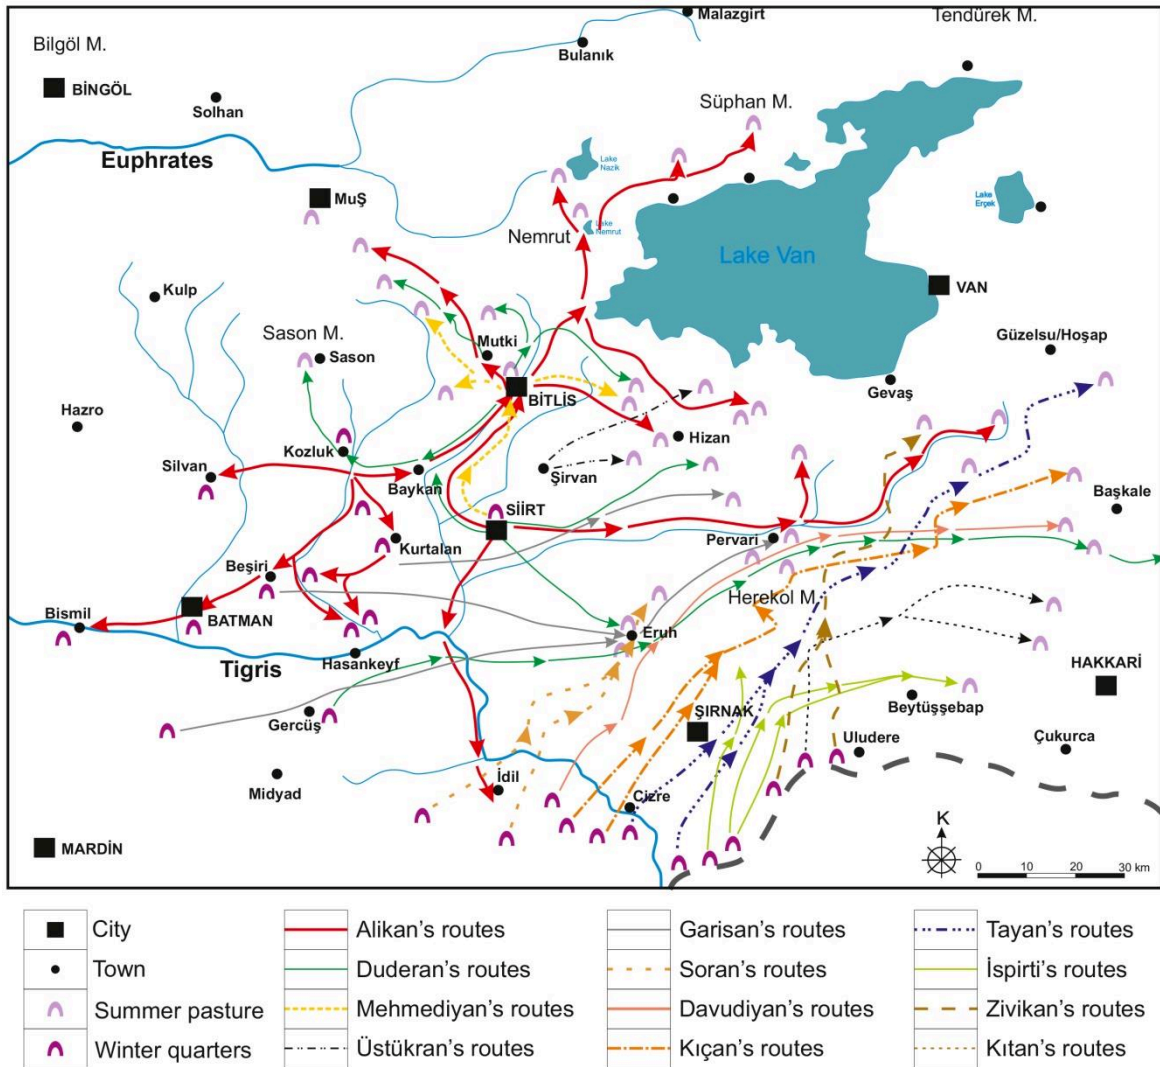 Malazgirt
Tendürek M.
Bilgöl M.
Bulanık
BİNGÖL
Solhan
Süphan M.
Euphrates
Lake
Nazik
MuŞ
Lake
Erçek
Nemrut
Lake
Nemrut
Lake Van
VAN
Kulp
Sason M.
Sason
Mutki
Güzelsu/Hoşap
BİTLİS
Gevaş
Hazro
Kozluk
Hizan
Silvan
Baykan
Şirvan
Başkale
SİİRT
Kurtalan
Pervari
Beşiri
Herekol M.
Bismil
BATMAN
Eruh
Tigris
Hasankeyf
HAKKARİ
Gercüş
ŞIRNAK
Beytüşsebap
Uludere
Çukurca
Midyad
İdil
Cizre
MARDİN
K
0 10 20 30 km
City
Alikan's routes
Garisan's routes
Tayan's routes
Town
Duderan's routes
Soran's routes
İspirti's routes
Summer pasture
Mehmediyan's routes
Davudiyan's routes
Zivikan's routes
Winter quarters
Üstükran's routes
Kıçan's routes
Kıtan's routes